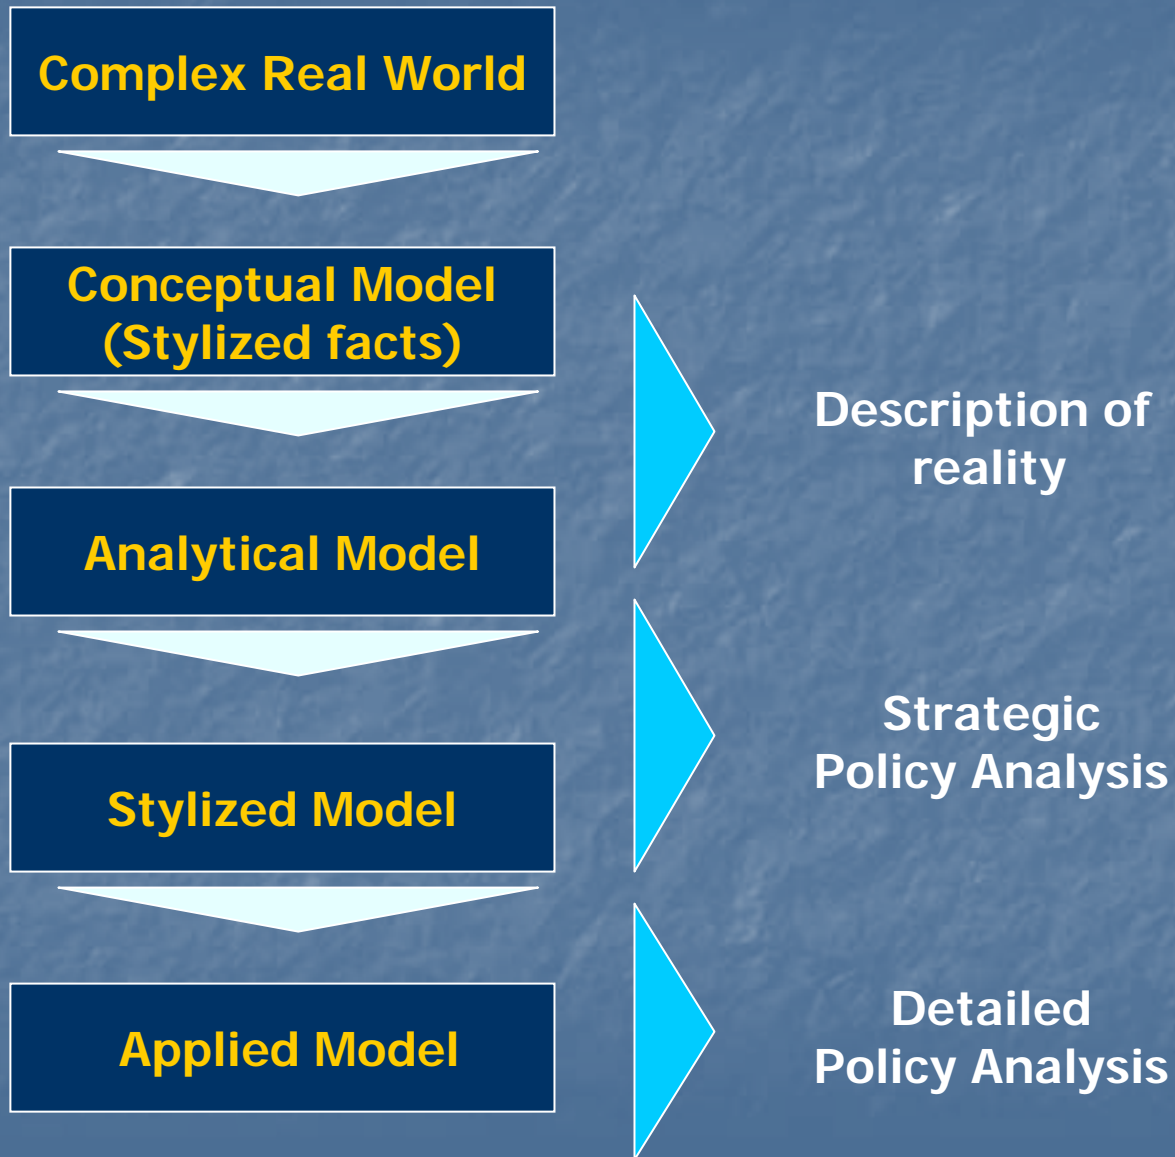 Complex Real World
Conceptual Model
(Stylized facts)
Description of
reality
Analytical Model
Strategic
Policy Analysis
Stylized Model
Detailed
Policy Analysis
Applied Model